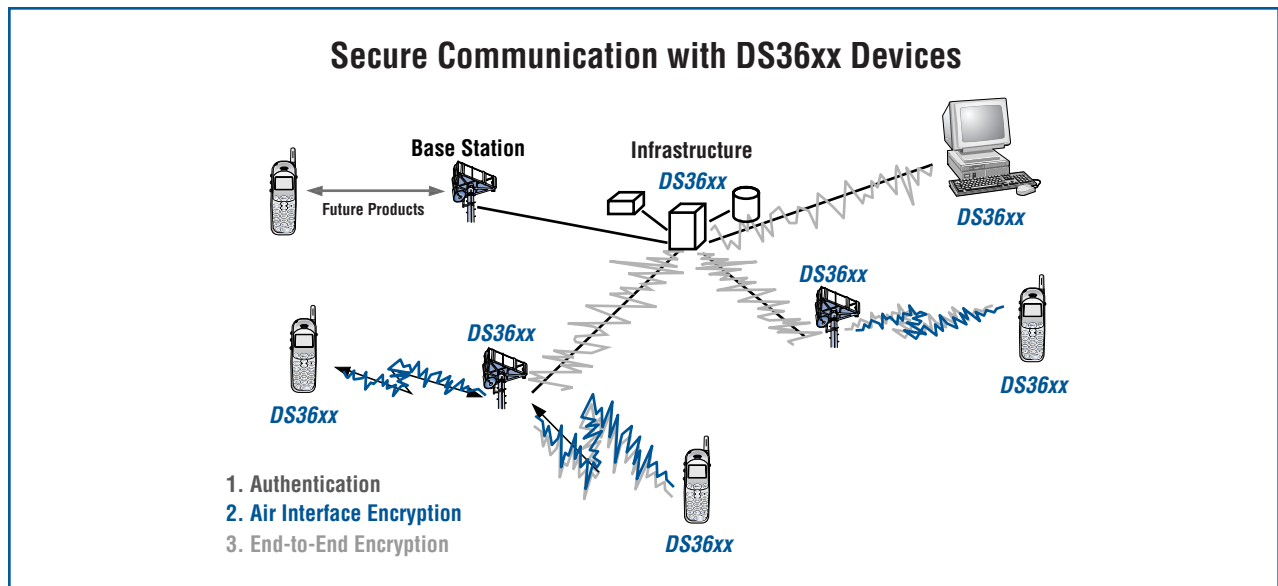 Secure Communication with DS36xx Devices
Base Station
Infrastructure
DS36xx
Future Products
DS36xx
DS36xx
DS36xx
DS36xx
DS36xx
1. Authentication
2. Air Interface Encryption
3. End-to-End Encryption
DS36xx